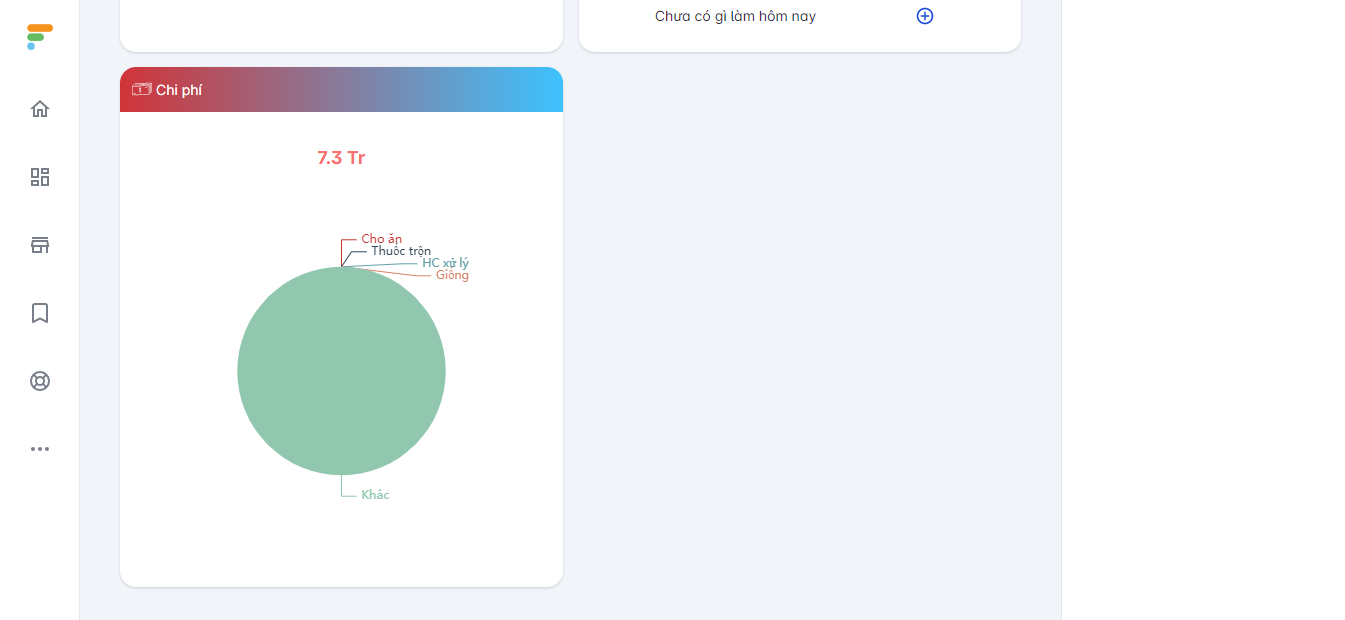 Chưa có gì làm hôm nay
Chi phí
7.3 Tr
Cho ăn
Thuốc trộn
HC xử lý
Giống
Khác